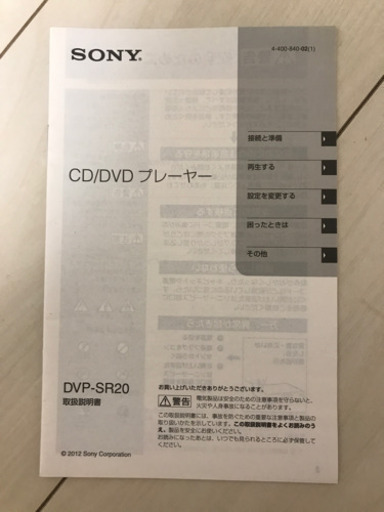 SONY
4-400-840-02(1)
接続と準備
再生する
設定を変更する
困ったときは
その他
CD/DVD プレーヤー
DVP-SR20
取扱説明書
お買い上げいただきありがとうございます。
警告
電気製品は安全のための注意事項を守らないと、
火災や人身事故になることがあります。
この取扱説明書には、事故を防ぐための重要な注意事項と製品の
取り扱いかたを示しています。この取扱説明書をよくお読みのう
え、製品を安全にお使いください。
お読みになったあとは、いつでも見られるところに必ず保管して
ください。
© 2012 Sony Corporation